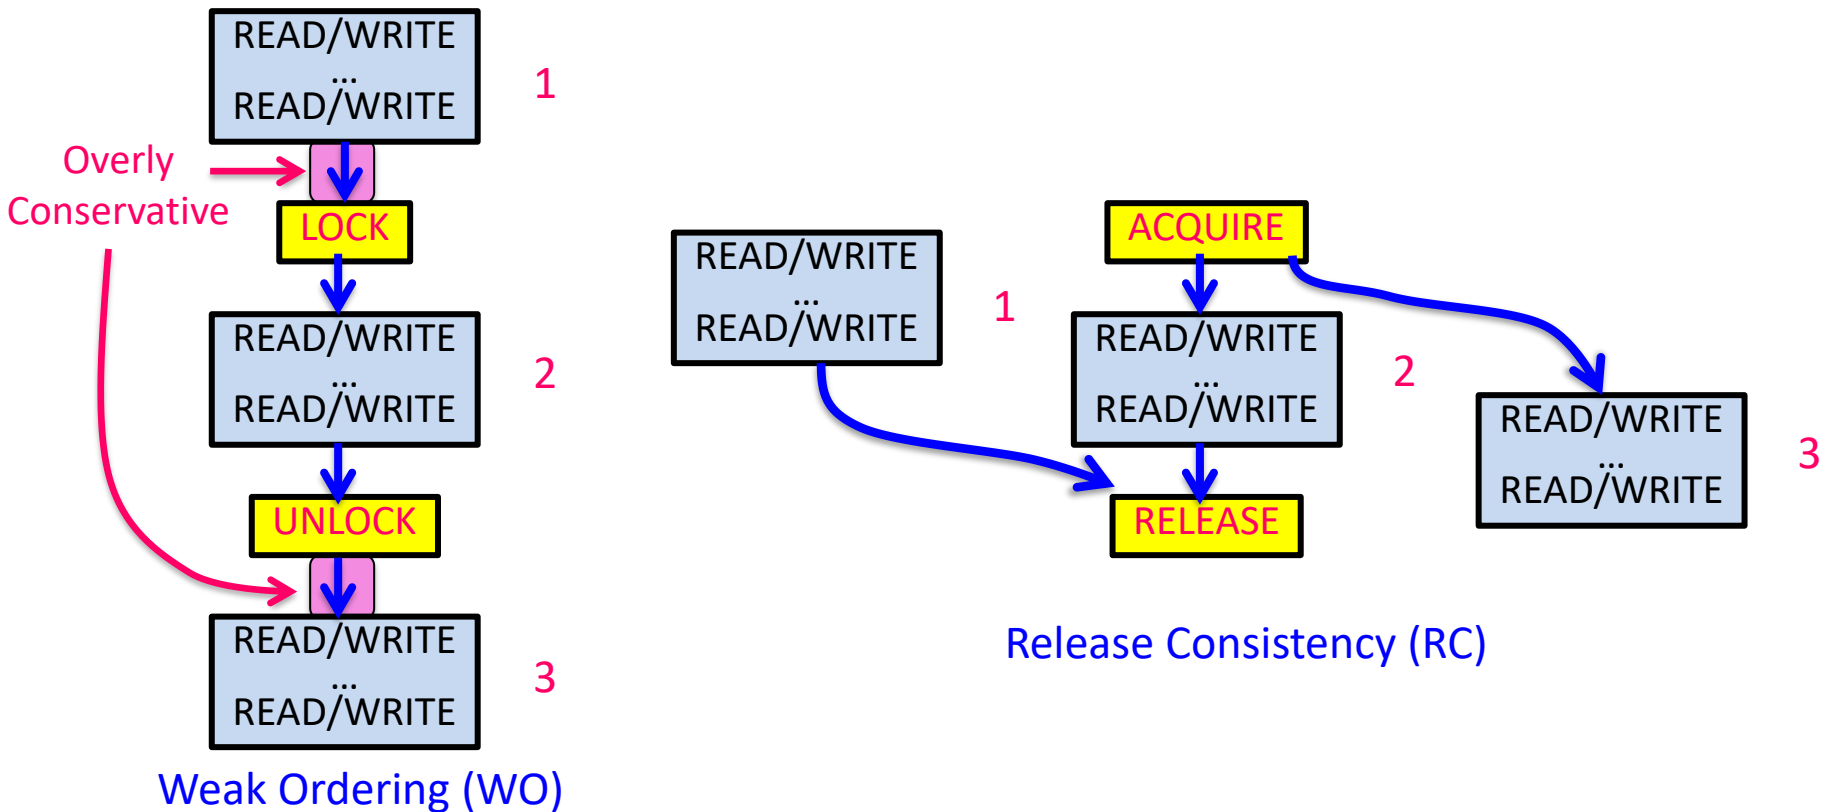 READ/WRITE
...
READ/WRITE
1
Overly
Conservative
LOCK
READ/WRITE
...
READ/WRITE
2
UNLOCK
READ/WRITE
...
READ/WRITE
3
Weak Ordering (WO)
READ/WRITE
...
READ/WRITE
1
ACQUIRE
READ/WRITE
...
READ/WRITE
2
RELEASE
READ/WRITE
...
READ/WRITE
3
Release Consistency (RC)